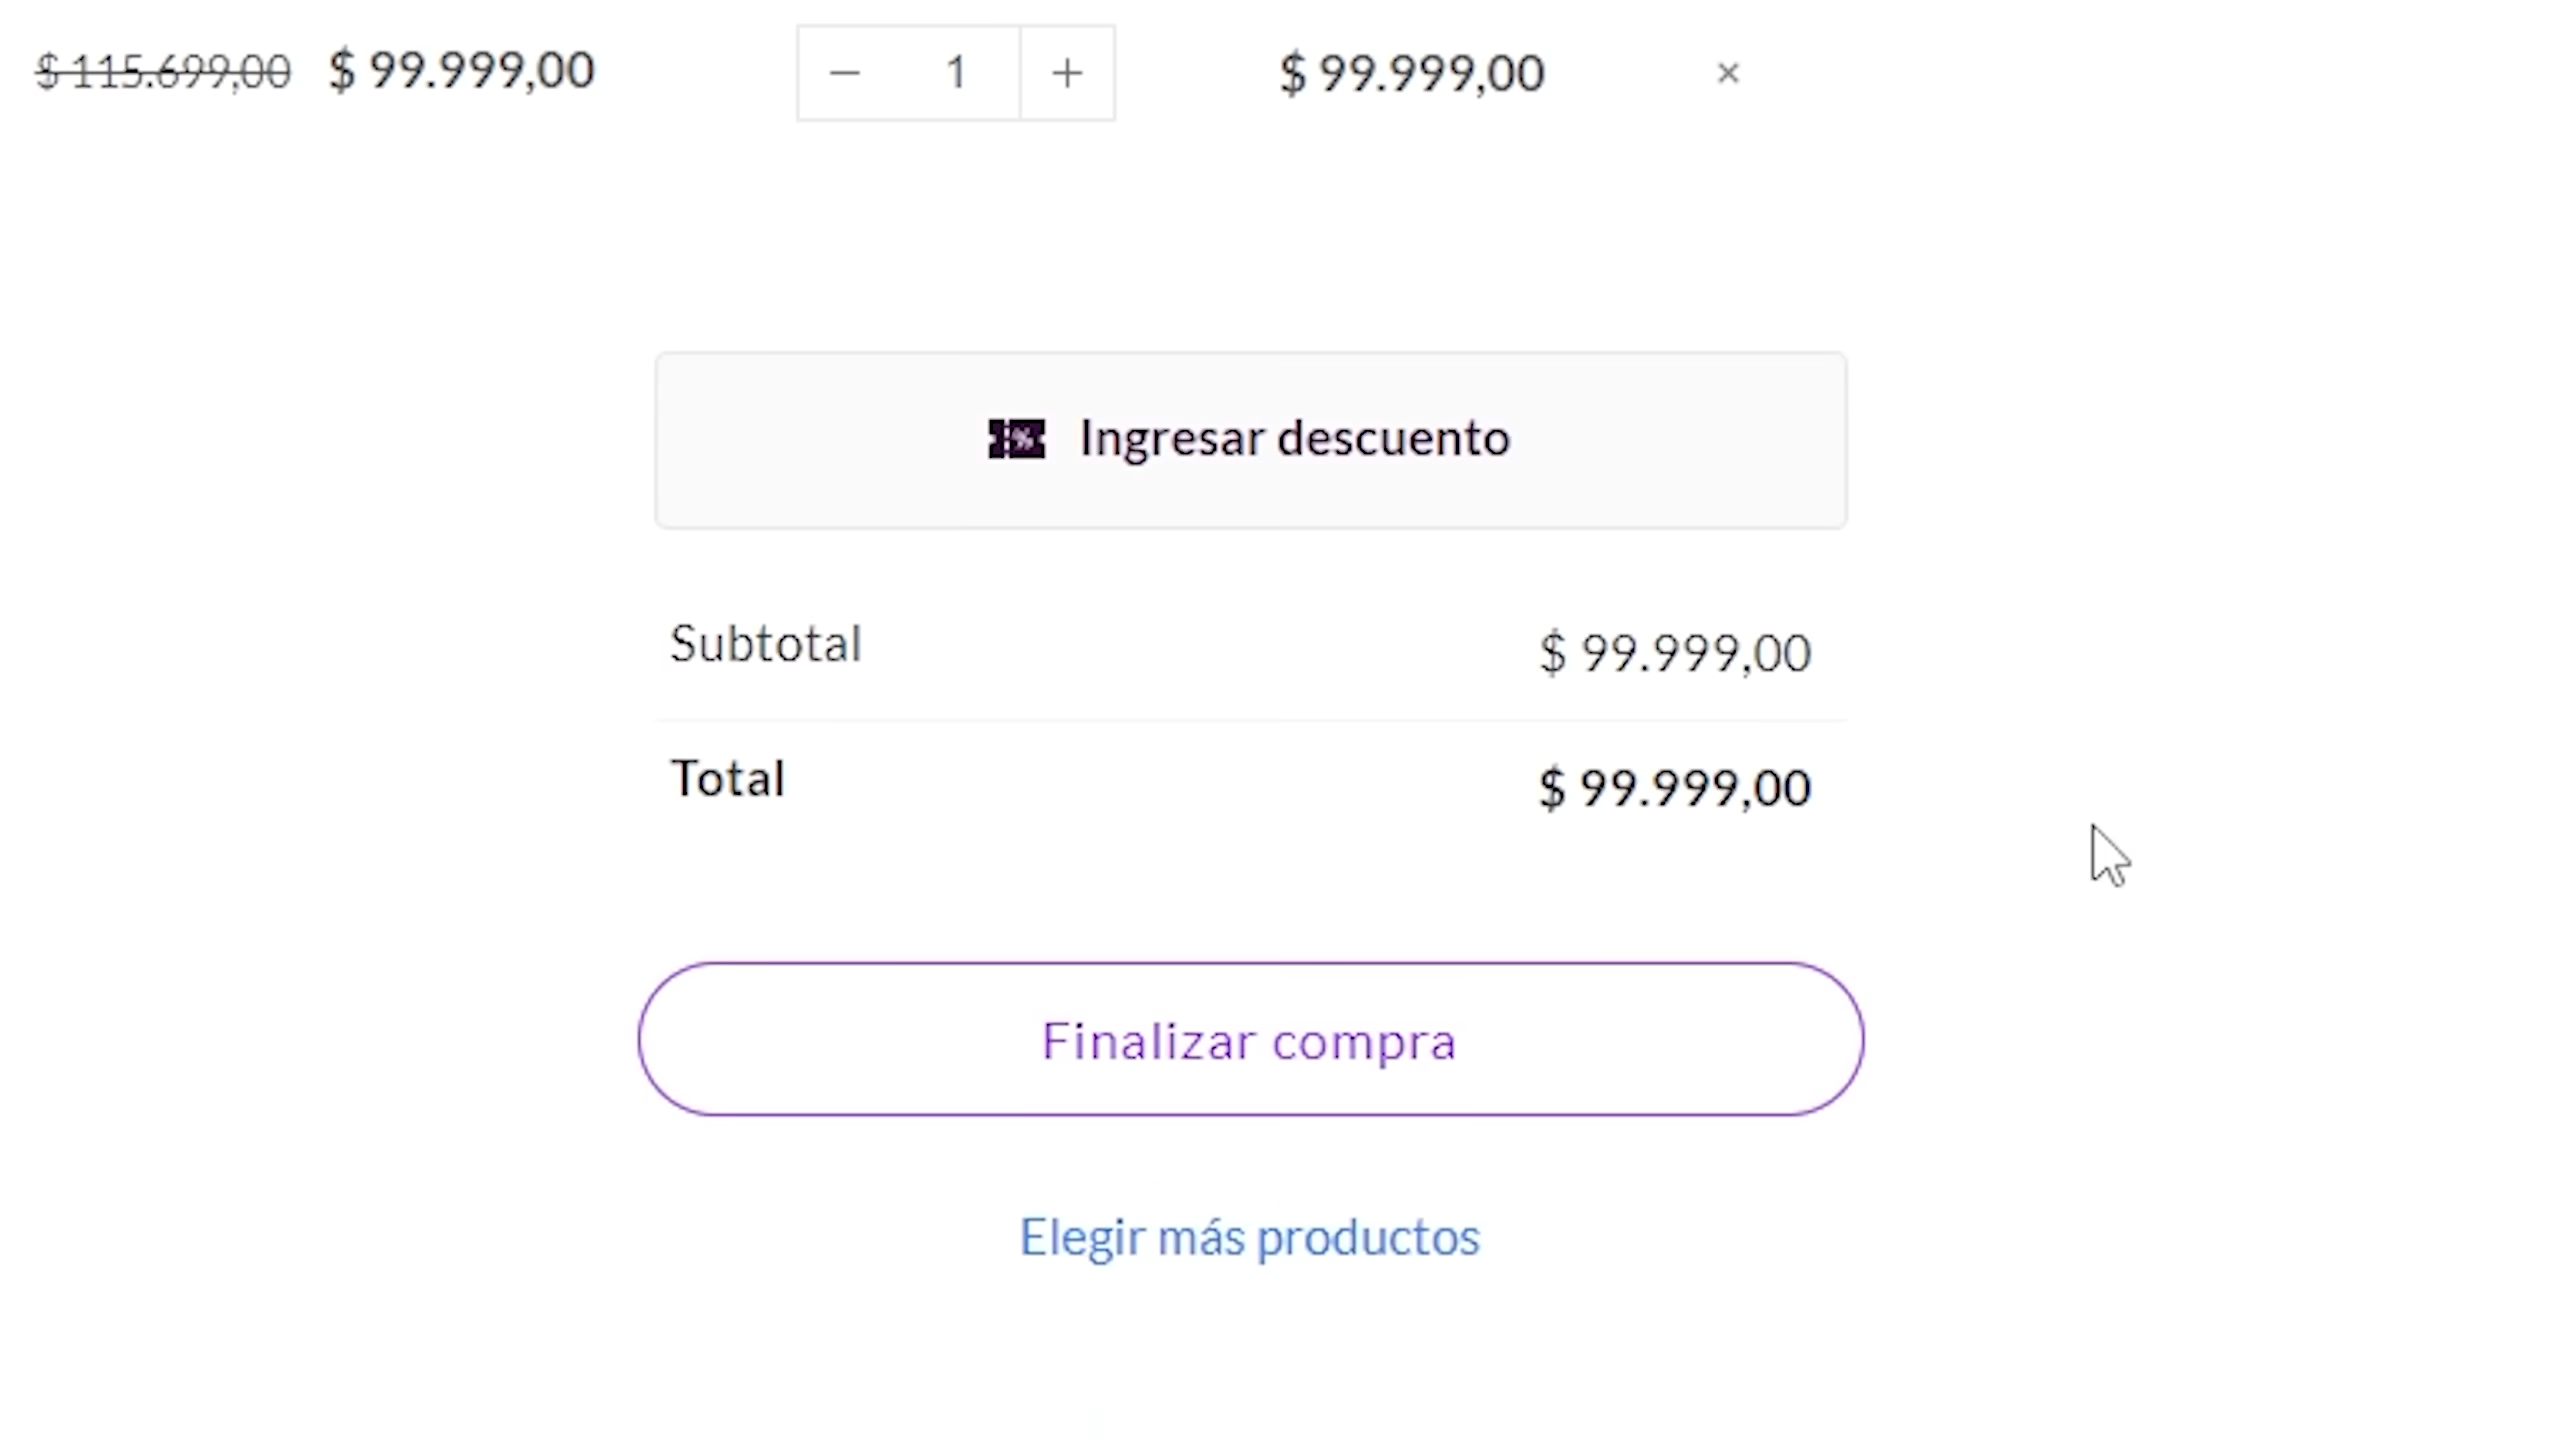 $ 115.699,00 $ 99.999,00 − 1 + $ 99.999,00 ×
% Ingresar descuento
Subtotal $ 99.999,00
Total $ 99.999,00
Finalizar compra
Elegir más productos